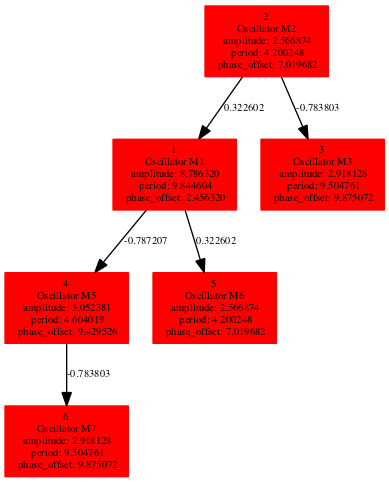 2
Oscillator M2
amplitude: 2.566874
period: 4.200248
phase_offset: 7.019682
0.322602
-0.783803
1
Oscillator M1
amplitude: 8.786320
period: 9.844604
phase_offset: 2.456320
3
Oscillator M3
amplitude: 2.918128
period: 9.504761
phase_offset: 9.875072
-0.787207
0.322602
4
Oscillator M5
amplitude: 3.052381
period: 4.604019
phase_offset: 9.429526
5
Oscillator M6
amplitude: 2.566874
period: 4.200248
phase_offset: 7.019682
-0.783803
6
Oscillator M7
amplitude: 2.918128
period: 9.504761
phase_offset: 9.875072